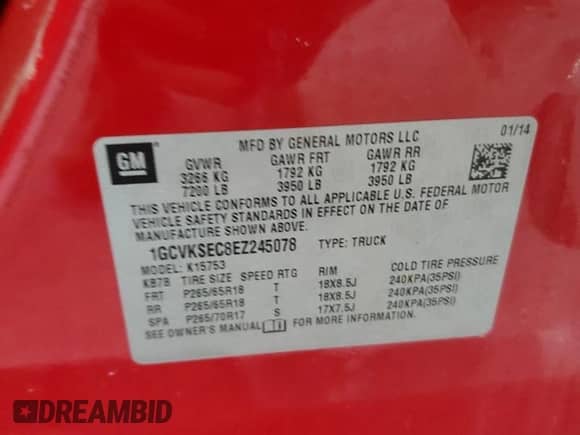 GM
MFD BY GENERAL MOTORS LLC 01/14
GVWR GAWR FRT GAWR RR
3266 KG 1792 KG 1792 KG
7200 LB 3950 LB 3950 LB
THIS VEHICLE CONFORMS TO ALL APPLICABLE U.S. FEDERAL MOTOR
VEHICLE SAFETY STANDARDS IN EFFECT ON THE DATE OF
MANUFACTURE SHOWN ABOVE.
1GCVKSEC8EZ245078 TYPE: TRUCK
MODEL: K15753
KB7B TIRE SIZE SPEED RTG RIM COLD TIRE PRESSURE
FRT P265/65R18 T 18X8.5J 240KPA(35PSI)
RR P265/65R18 T 18X8.5J 240KPA(35PSI)
SPA P265/70R17 S 17X7.5J 240KPA(35PSI)
SEE OWNER'S MANUAL FOR MORE INFORMATION.
DREAMBID